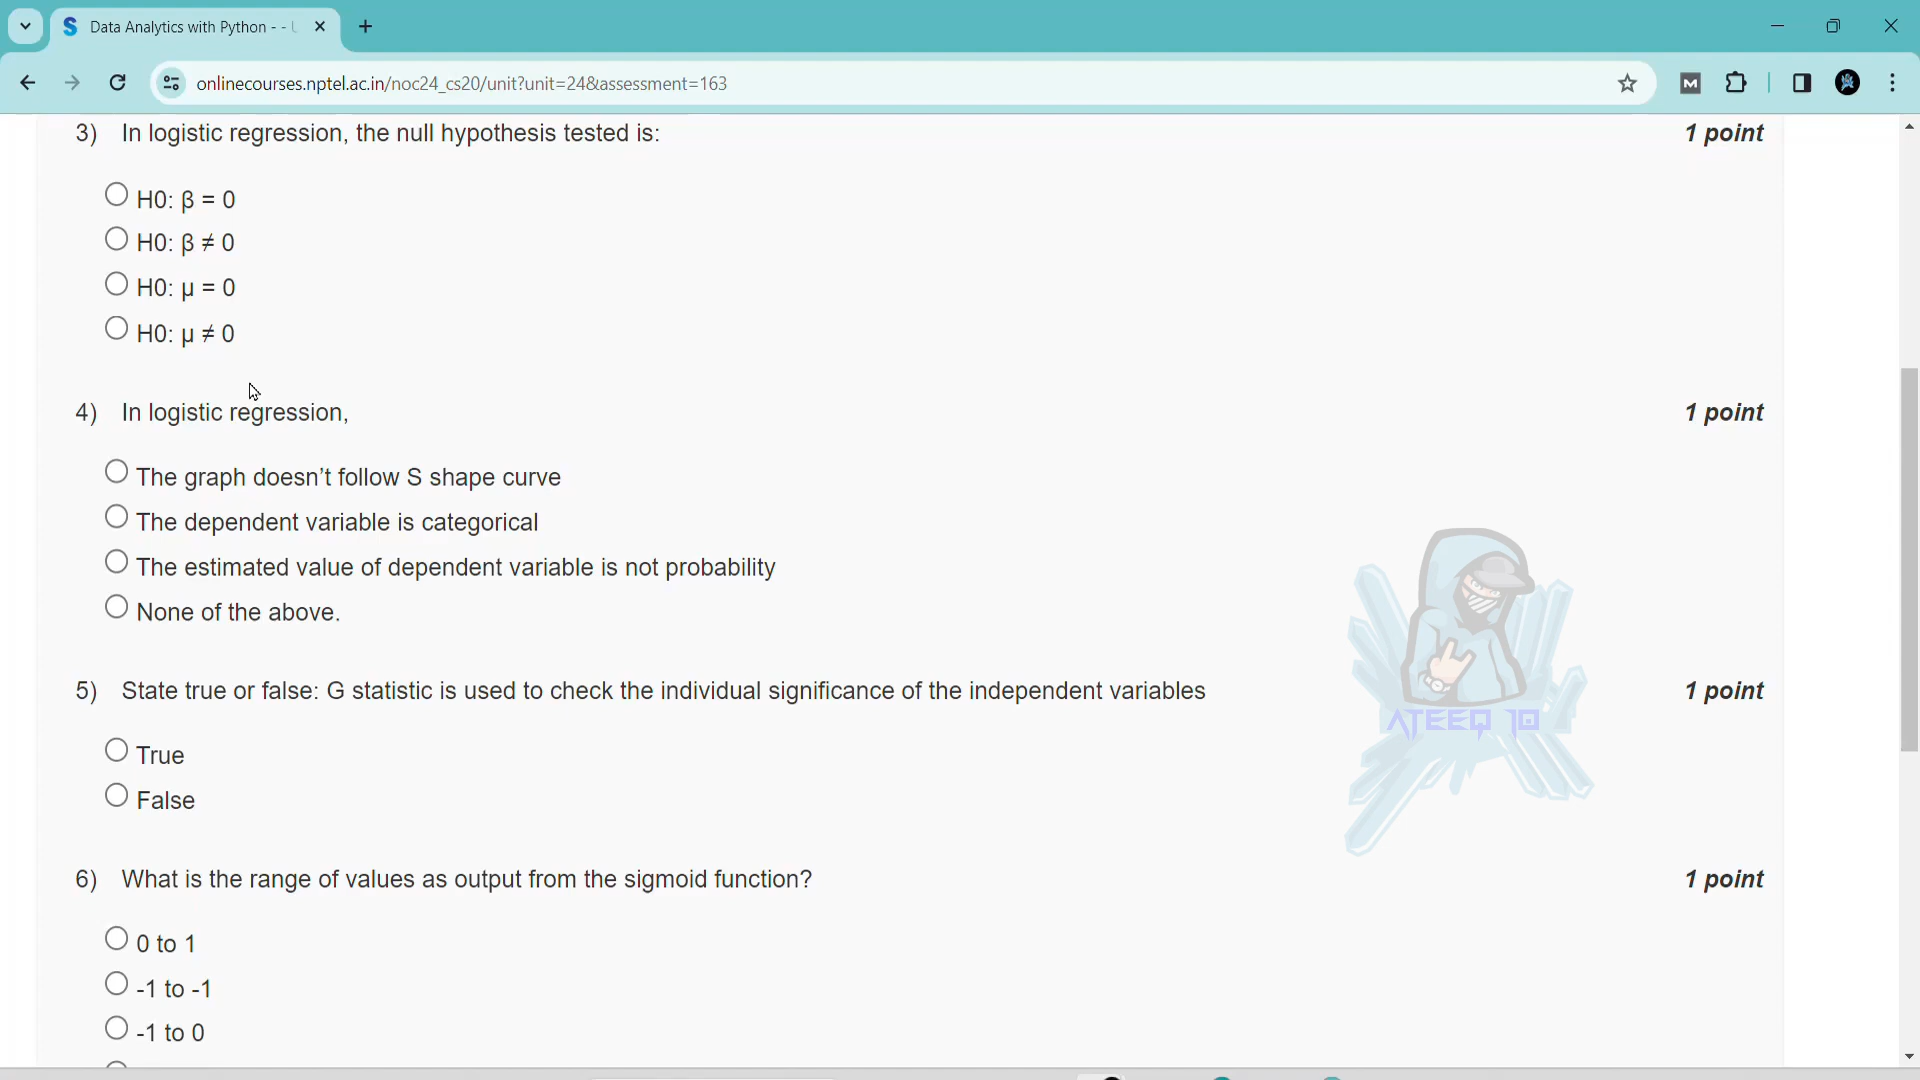 Data Analytics with Python - -
onlinecourses.nptel.ac.in/noc24_cs20/unit?unit=24&assessment=163
3) In logistic regression, the null hypothesis tested is: 1 point
H0: β = 0
H0: β ≠ 0
H0: μ = 0
H0: μ ≠ 0
4) In logistic regression, 1 point
The graph doesn’t follow S shape curve
The dependent variable is categorical
The estimated value of dependent variable is not probability
None of the above.
5) State true or false: G statistic is used to check the individual significance of the independent variables 1 point
True
False
ATEEQ 10
6) What is the range of values as output from the sigmoid function? 1 point
0 to 1
-1 to -1
-1 to 0